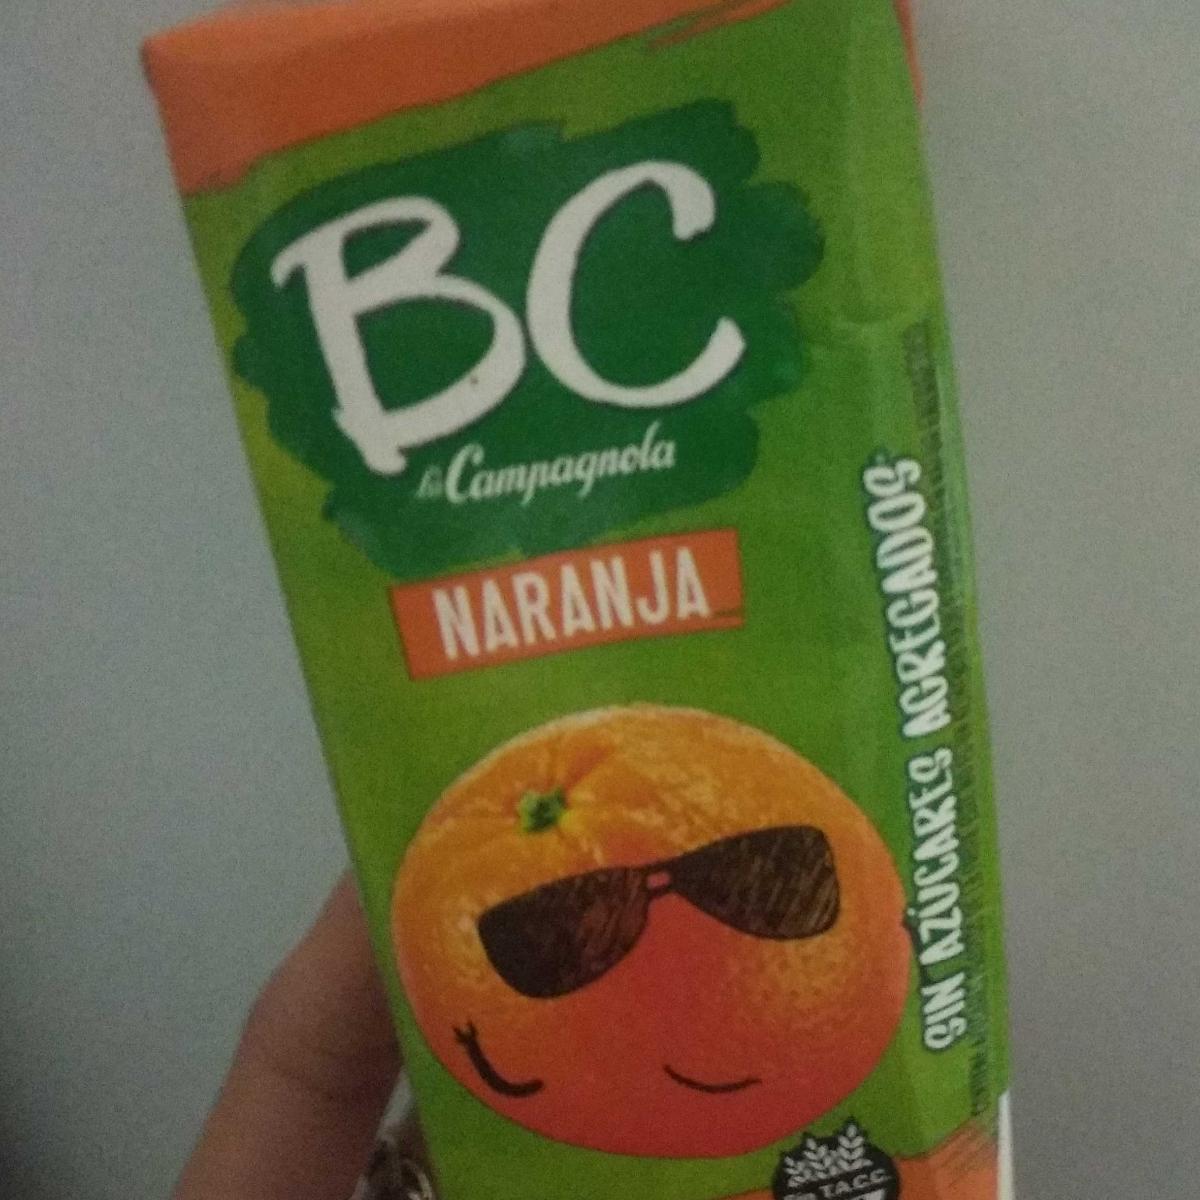 BC
la Campagnola
NARANJA
SIN AZÚCARES AGREGADOS
T.A.C.C